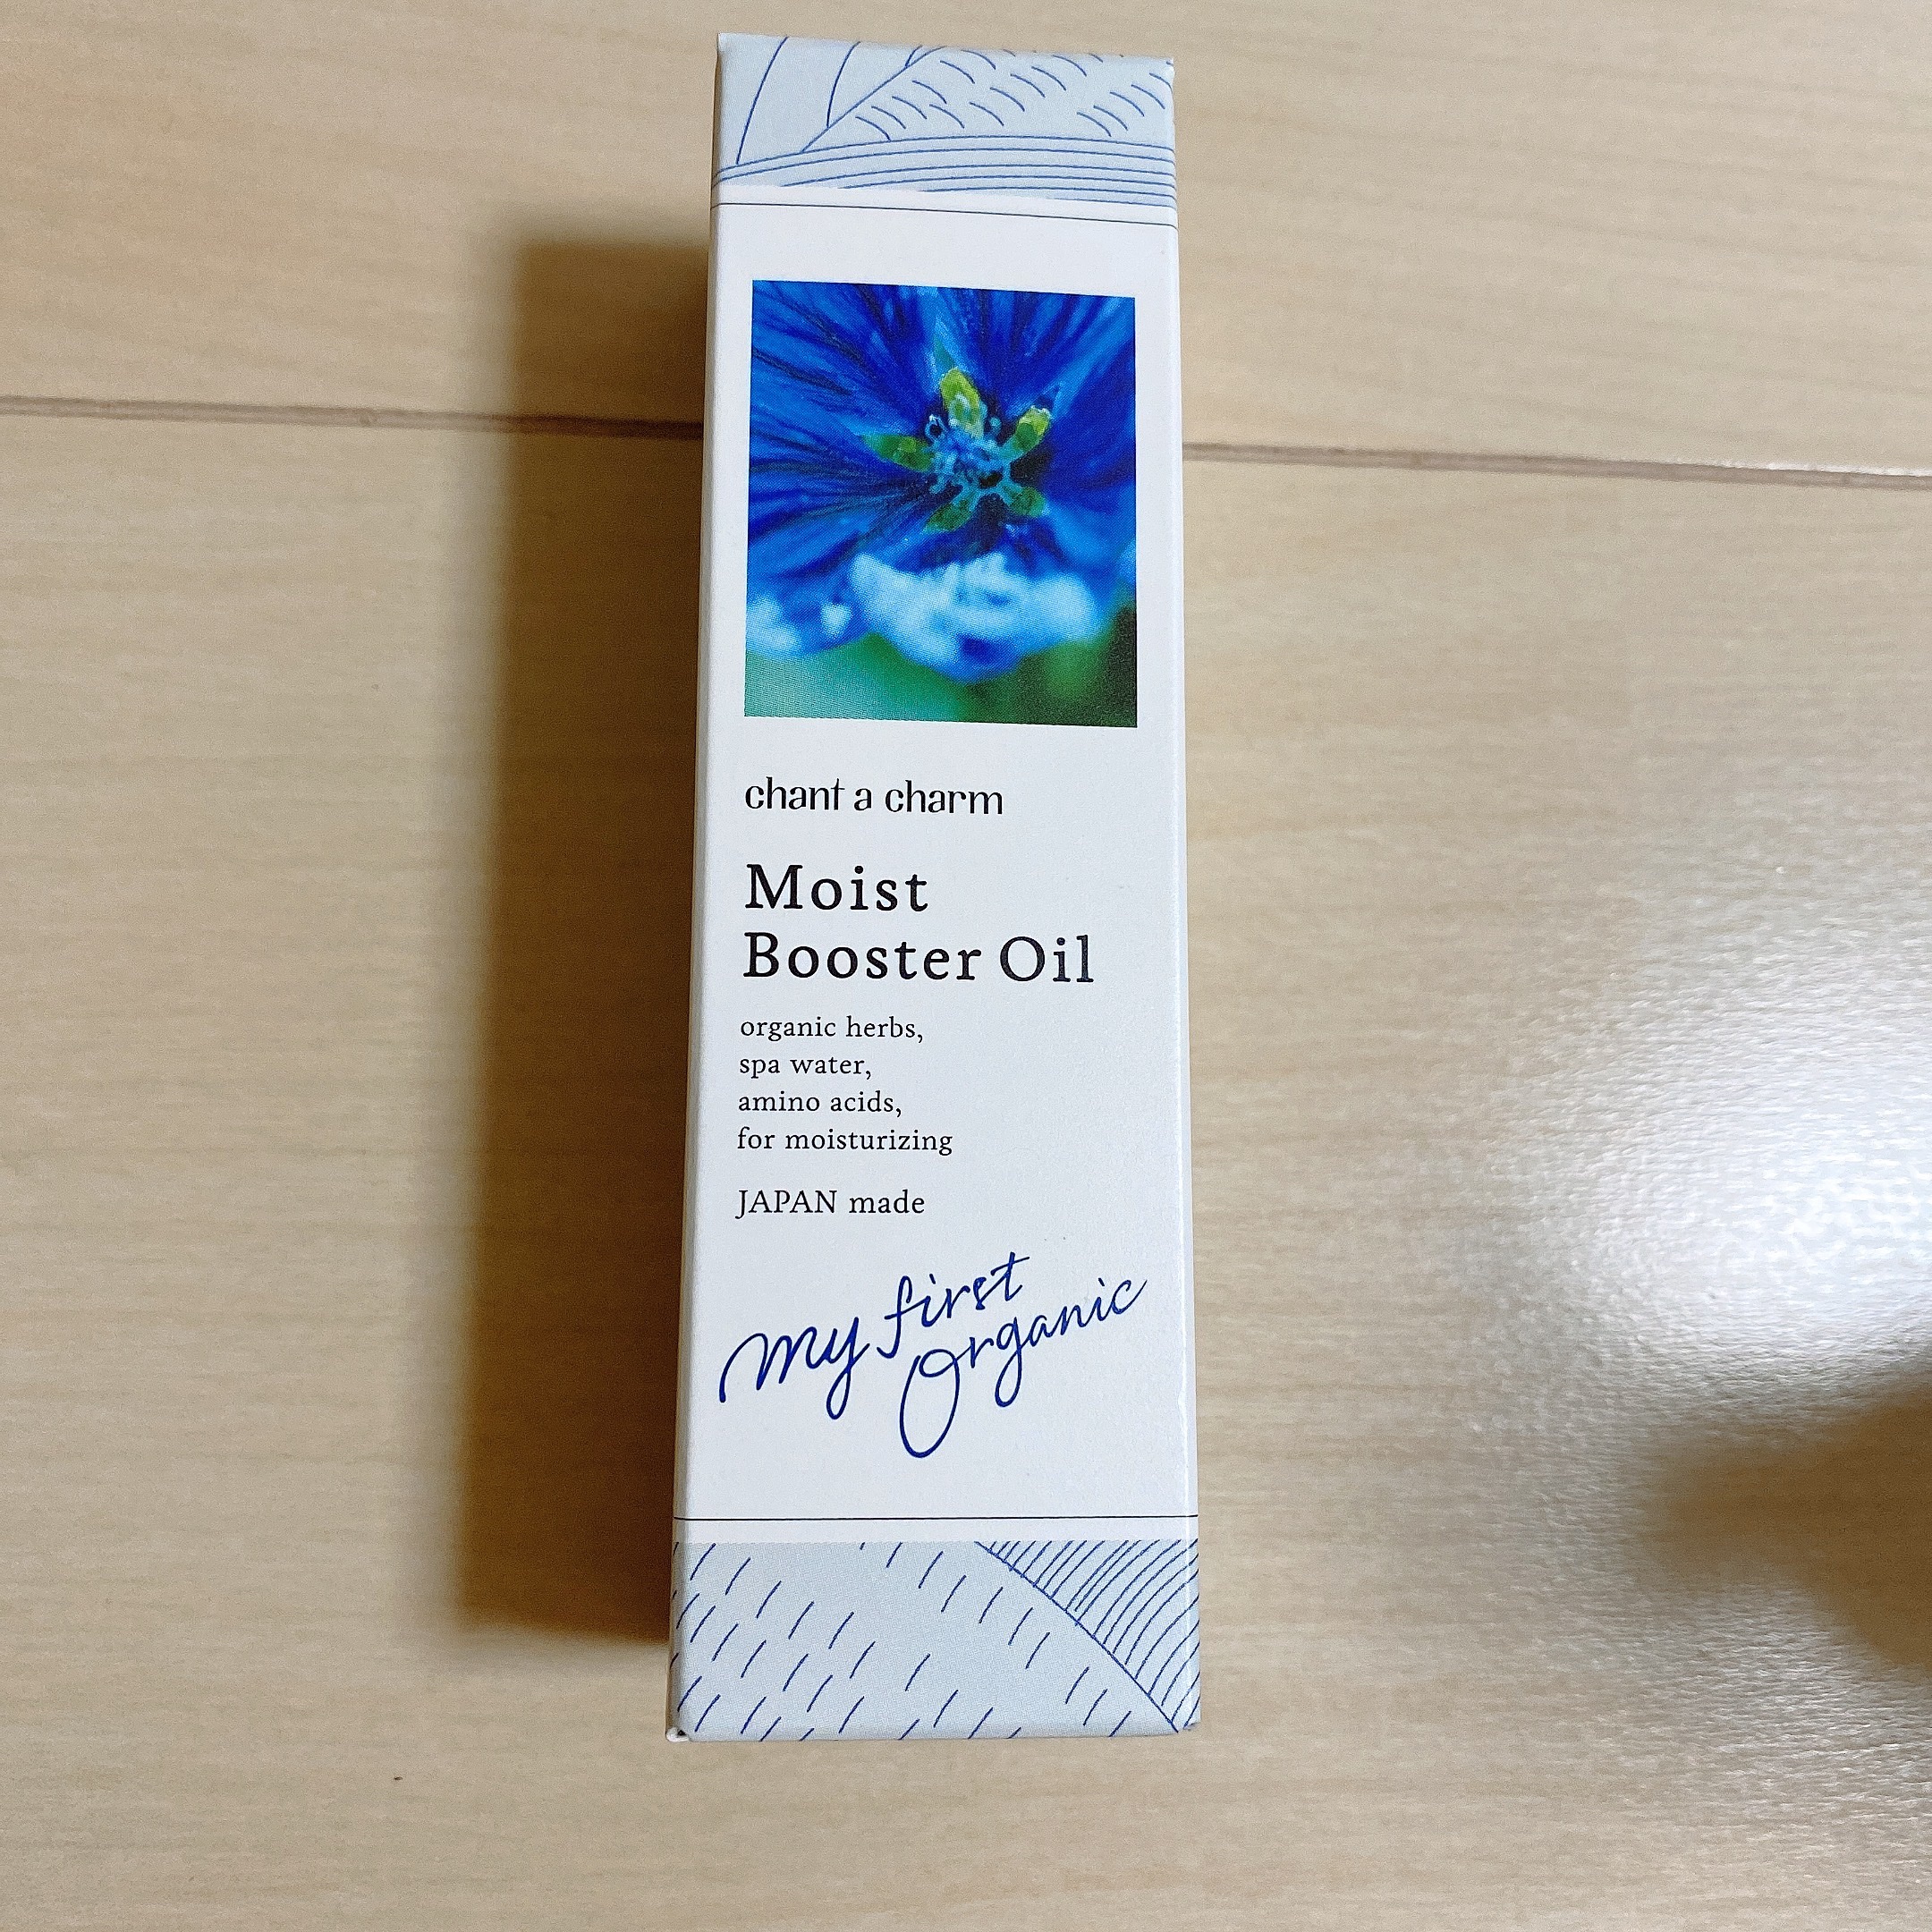 chant a charm
Moist
Booster Oil
organic herbs,
spa water,
amino acids,
for moisturizing
JAPAN made
my first
Organic